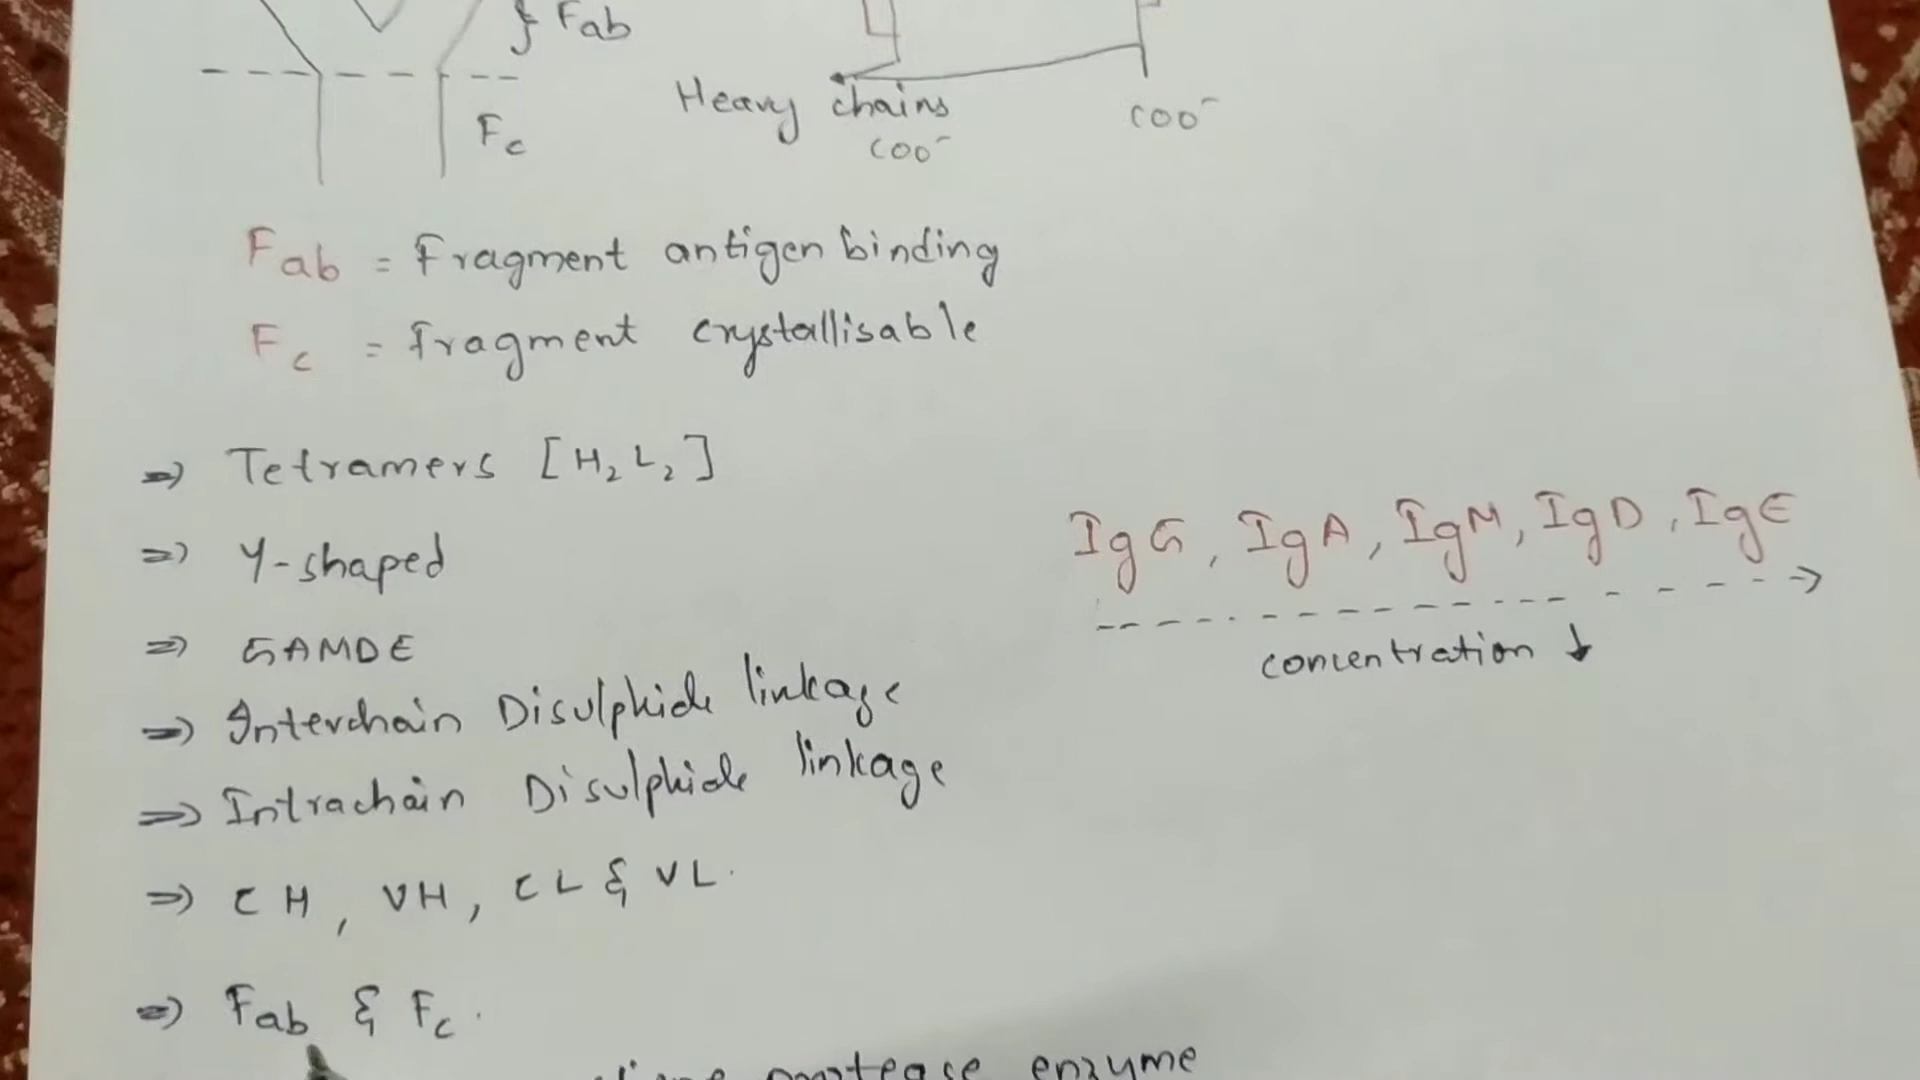 } Fab
Fc
Heavy chains
COO⁻
COO⁻
Fab = Fragment antigen binding
Fc = Fragment crystallisable
⇒ Tetramers [H₂L₂]
⇒ Y-shaped
⇒ GAMDE
IgG, IgA, IgM, IgD, IgE
concentration ↓
⇒ Interchain Disulphide linkage
⇒ Intrachain Disulphide linkage
⇒ CH, VH, CL & VL.
⇒ Fab & Fc.
protease enzyme